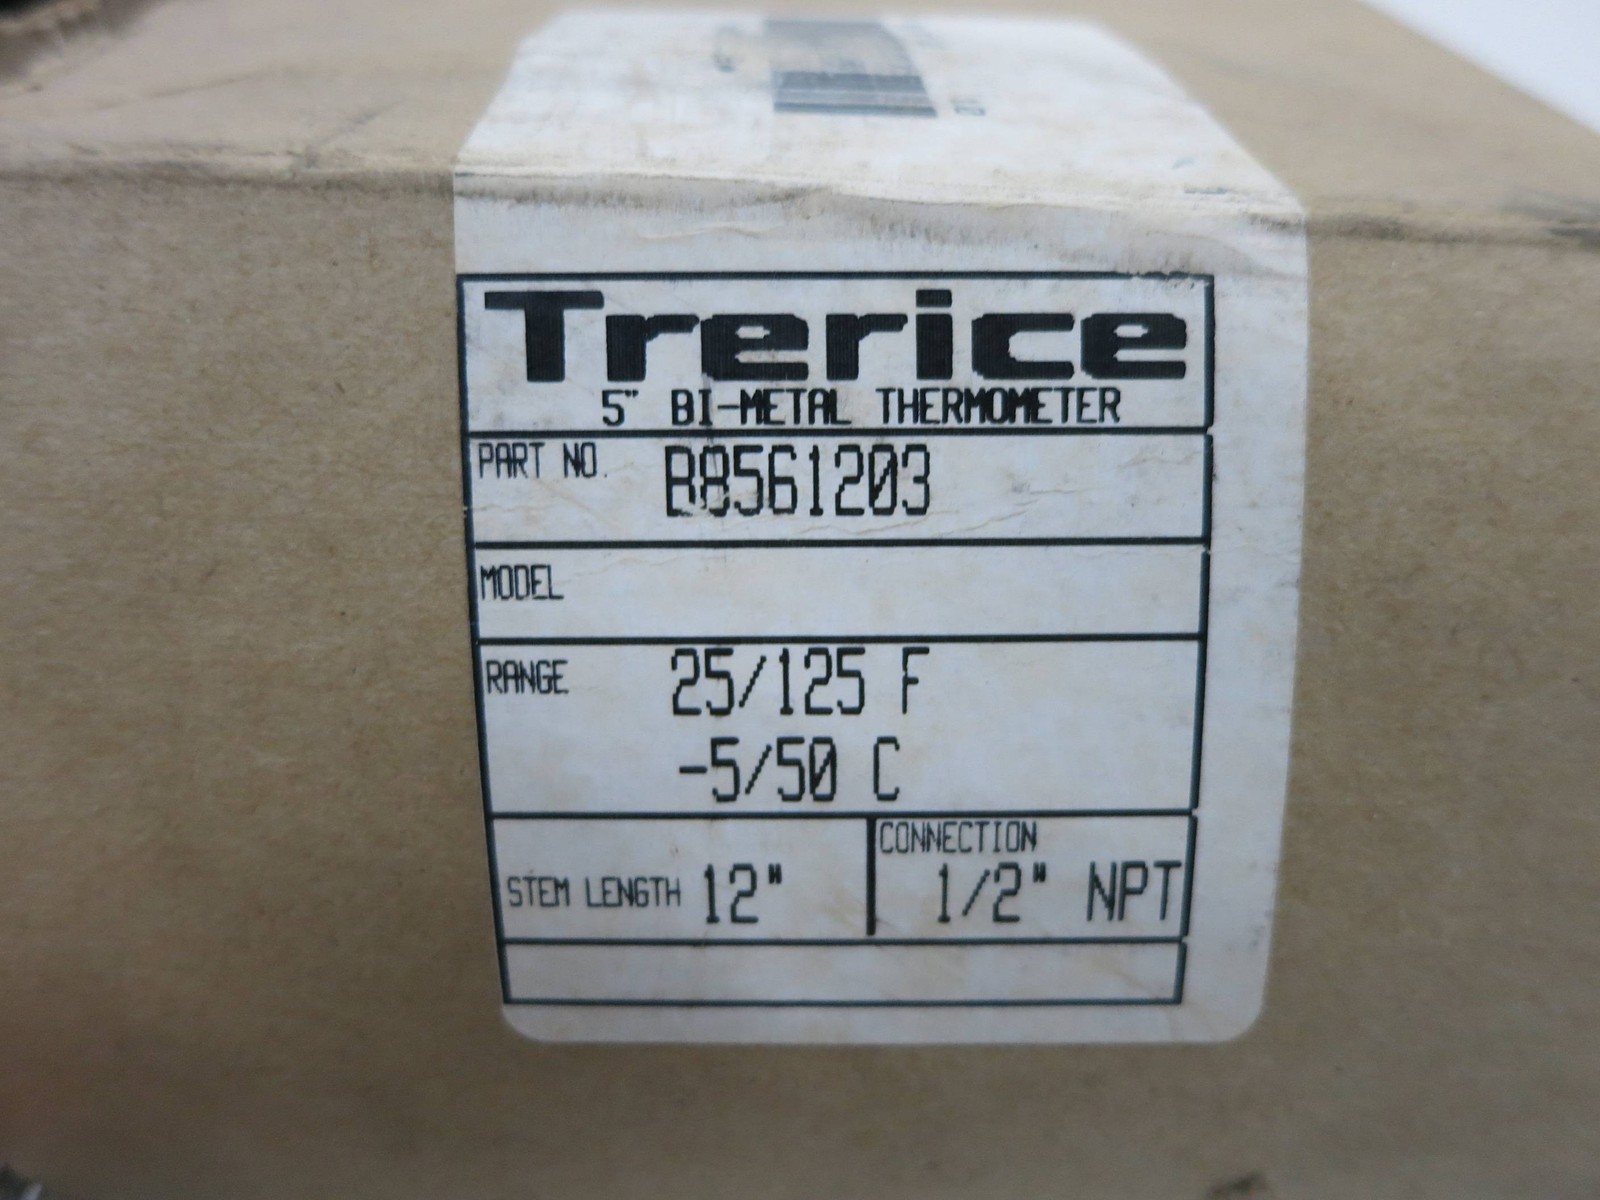 Trerice
5" BI-METAL THERMOMETER
PART NO. B8561203
MODEL
RANGE 25/125 F
-5/50 C
STEM LENGTH 12"
CONNECTION
1/2" NPT